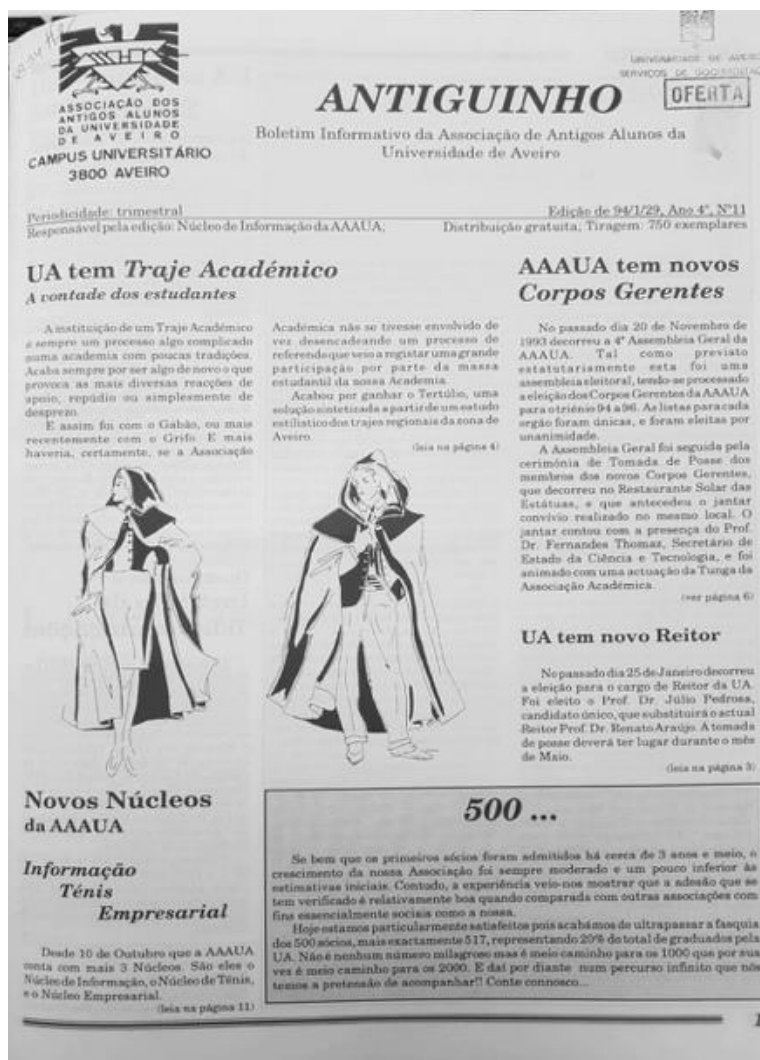 ASSOCIAÇÃO DOS
ANTIGOS ALUNOS
DA UNIVERSIDADE
DE AVEIRO
CAMPUS UNIVERSITÁRIO
3800 AVEIRO
UNIVERSIDADE DE AVEIRO
SERVIÇOS DE DOCUMENTAÇ
OFERTA
ANTIGUINHO
Boletim Informativo da Associação de Antigos Alunos da
Universidade de Aveiro
Periodicidade: trimestral
Responsável pela edição: Núcleo de Informação da AAAUA;
Edição de 94/1/29, Ano 4º, Nº11
Distribuição gratuita; Tiragem: 750 exemplares
UA tem Traje Académico
A vontade dos estudantes
A instituição de um Traje Académico
é sempre um processo algo complicado
numa academia com poucas tradições.
Acaba sempre por ser algo de novo o que
provoca as mais diversas reacções de
apoio, repúdio ou simplesmente de
desprezo.
E assim foi com o Gabão, ou mais
recentemente com o Grifo. E mais
haveria, certamente, se a Associação
Académica não se tivesse envolvido de
vez desencadeando um processo de
referendo que veio a registar uma grande
participação por parte da massa
estudantil da nossa Academia.
Acabou por ganhar o Tertúlio, uma
solução sintetizada a partir de um estudo
estilístico dos trajes regionais da zona de
Aveiro.
(leia na página 4)
AAAUA tem novos
Corpos Gerentes
No passado dia 20 de Novembro de
1993 decorreu a 4ª Assembleia Geral da
AAAUA. Tal como previsto
estatutariamente esta foi uma
assembleia eleitoral, tendo-se processado
a eleição dos Corpos Gerentes da AAAUA
para o triénio 94 a 96. As listas para cada
orgão foram únicas, e foram eleitas por
unanimidade.
A Assembleia Geral foi seguida pela
cerimónia de Tomada de Posse dos
membros dos novos Corpos Gerentes,
que decorreu no Restaurante Solar das
Estátuas, e que antecedeu o jantar
convívio realizado no mesmo local. O
jantar contou com a presença do Prof.
Dr. Fernandes Thomaz, Secretário de
Estado da Ciência e Tecnologia, e foi
animado com uma actuação da Tunga da
Associação Académica.
(ver página 6)
UA tem novo Reitor
No passado dia 25 de Janeiro decorreu
a eleição para o cargo de Reitor da UA.
Foi eleito o Prof. Dr. Júlio Pedrosa,
candidato único, que substituirá o actual
Reitor Prof. Dr. Renato Araújo. A tomada
de posse deverá ter lugar durante o mês
de Maio.
(leia na página 3)
Novos Núcleos
da AAAUA
Informação
Ténis
Empresarial
Desde 10 de Outubro que a AAAUA
conta com mais 3 Núcleos. São eles o
Núcleo de Informação, o Núcleo de Ténis,
e o Núcleo Empresarial.
(leia na página 11)
500 ...
Se bem que os primeiros sócios foram admitidos há cerca de 3 anos e meio, o
crescimento da nossa Associação foi sempre moderado e um pouco inferior às
estimativas iniciais. Contudo, a experiência veio-nos mostrar que a adesão que se
tem verificado é relativamente boa quando comparada com outras associações com
fins essencialmente sociais como a nossa.
Hoje estamos particularmente satisfeitos pois acabámos de ultrapassar a fasquia
dos 500 sócios, mais exactamente 517, representando 20% do total de graduados pela
UA. Não é nenhum número milagroso mas é meio caminho para os 1000 que por sua
vez é meio caminho para os 2000. E daí por diante num percurso infinito que nós
temos a pretensão de acompanhar!! Conte connosco...